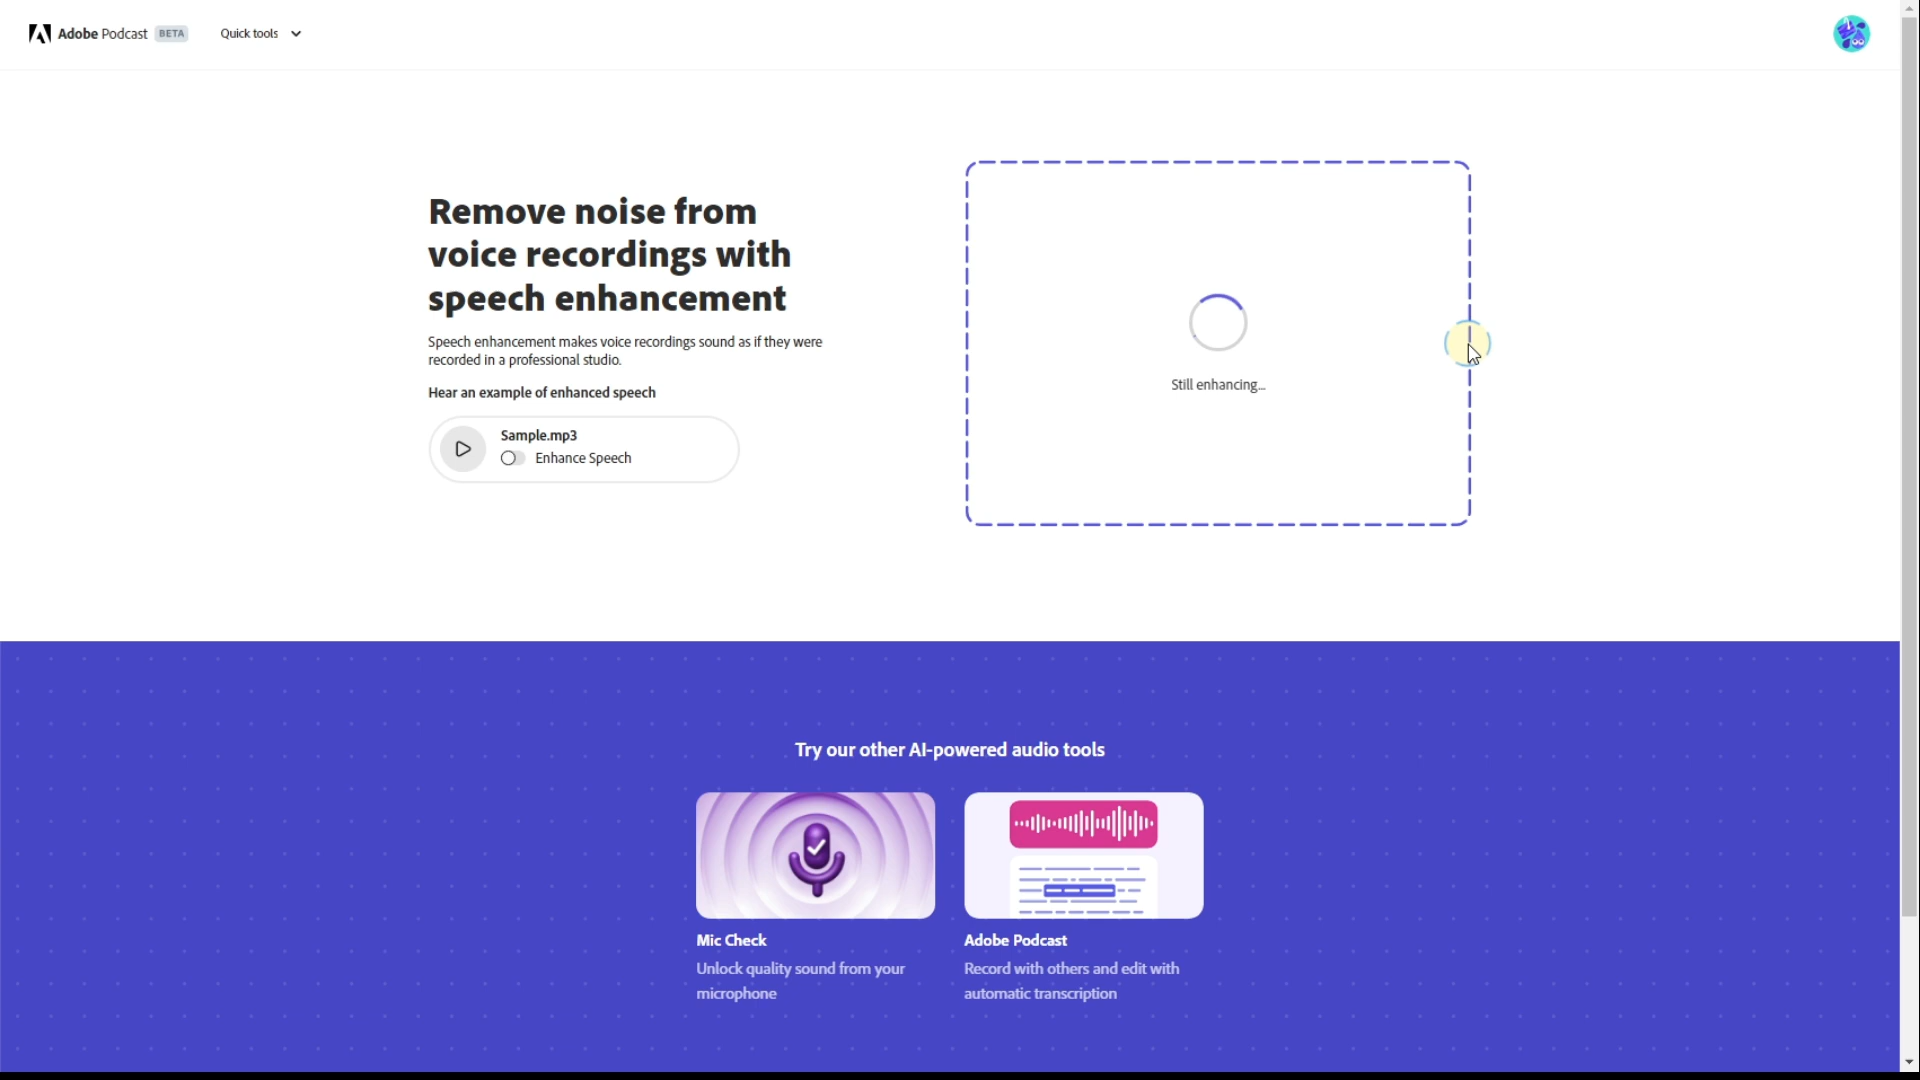 Adobe Podcast BETA Quick tools
Remove noise from
voice recordings with
speech enhancement
Speech enhancement makes voice recordings sound as if they were
recorded in a professional studio.
Hear an example of enhanced speech
Sample.mp3
Enhance Speech
Still enhancing...
Try our other AI-powered audio tools
Mic Check
Unlock quality sound from your
microphone
Adobe Podcast
Record with others and edit with
automatic transcription